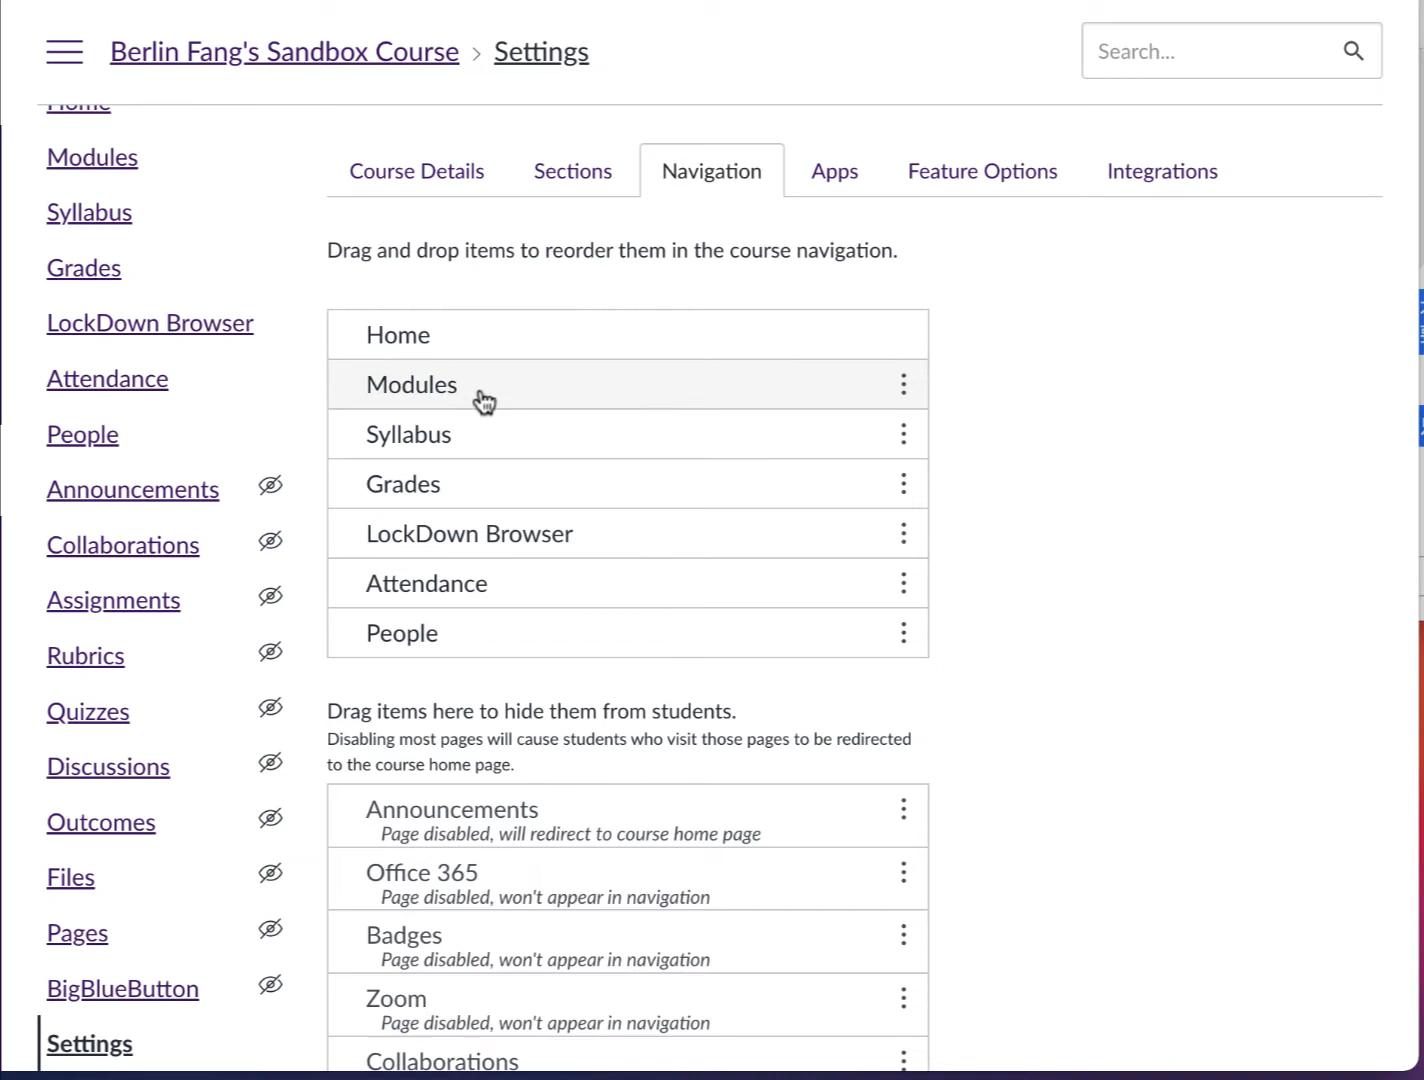 Berlin Fang's Sandbox Course › Settings
Search...
Home
Modules
Syllabus
Grades
LockDown Browser
Attendance
People
Announcements
Collaborations
Assignments
Rubrics
Quizzes
Discussions
Outcomes
Files
Pages
BigBlueButton
Settings
Course Details
Sections
Navigation
Apps
Feature Options
Integrations
Drag and drop items to reorder them in the course navigation.
Home
Modules
Syllabus
Grades
LockDown Browser
Attendance
People
Drag items here to hide them from students.
Disabling most pages will cause students who visit those pages to be redirected
to the course home page.
Announcements
Page disabled, will redirect to course home page
Office 365
Page disabled, won't appear in navigation
Badges
Page disabled, won't appear in navigation
Zoom
Page disabled, won't appear in navigation
Collaborations